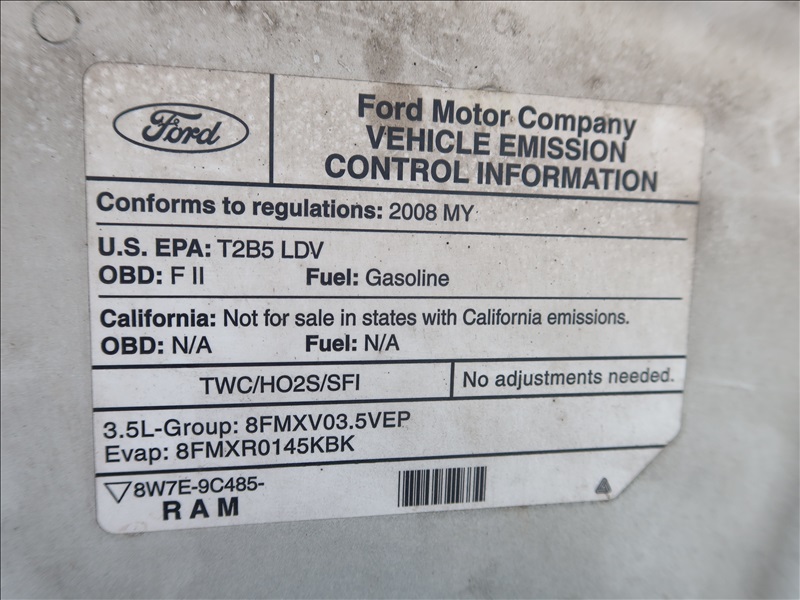 Ford
Ford Motor Company
VEHICLE EMISSION
CONTROL INFORMATION
Conforms to regulations: 2008 MY
U.S. EPA: T2B5 LDV
OBD: F II Fuel: Gasoline
California: Not for sale in states with California emissions.
OBD: N/A Fuel: N/A
TWC/HO2S/SFI No adjustments needed.
3.5L-Group: 8FMXV03.5VEP
Evap: 8FMXR0145KBK
8W7E-9C485-
RAM